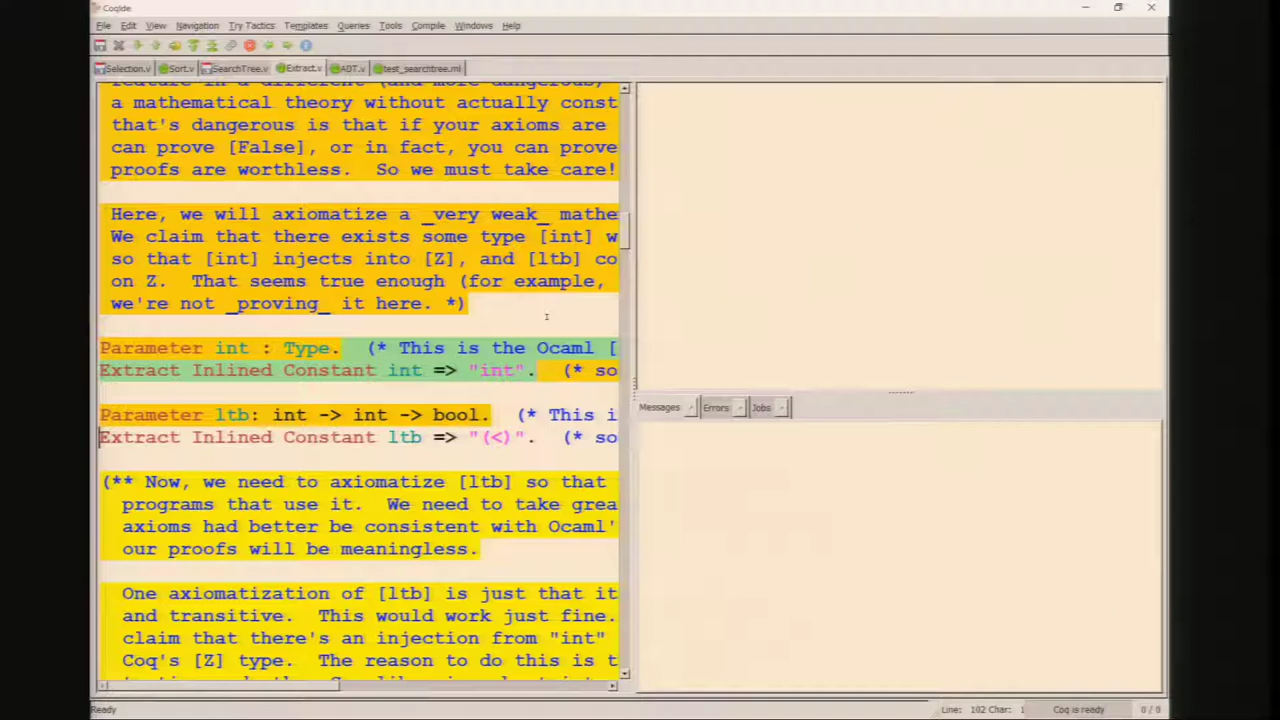 CoqIde
File Edit View Navigation Try Tactics Templates Queries Tools Compile Windows Help
Selection.v Sort.v SearchTree.v Extract.v ABT.v test_searchtree.ml
a mathematical theory without actually const
that's dangerous is that if your axioms are
can prove [False], or in fact, you can prove
proofs are worthless. So we must take care!
Here, we will axiomatize a _very weak_ mathe
We claim that there exists some type [int] w
so that [int] injects into [Z], and [ltb] co
on Z. That seems true enough (for example,
we're not _proving_ it here. *)
Parameter int : Type. (* This is the Ocaml [
Extract Inlined Constant int => "int". (* so
Parameter ltb: int -> int -> bool. (* This i
Extract Inlined Constant ltb => "(<)". (* so
(** Now, we need to axiomatize [ltb] so that
programs that use it. We need to take grea
axioms had better be consistent with Ocaml'
our proofs will be meaningless.
One axiomatization of [ltb] is just that it
and transitive. This would work just fine.
claim that there's an injection from "int"
Coq's [Z] type. The reason to do this is t
Messages Errors Jobs
Ready Line: 102 Char: 1 Coq is ready 0 / 0